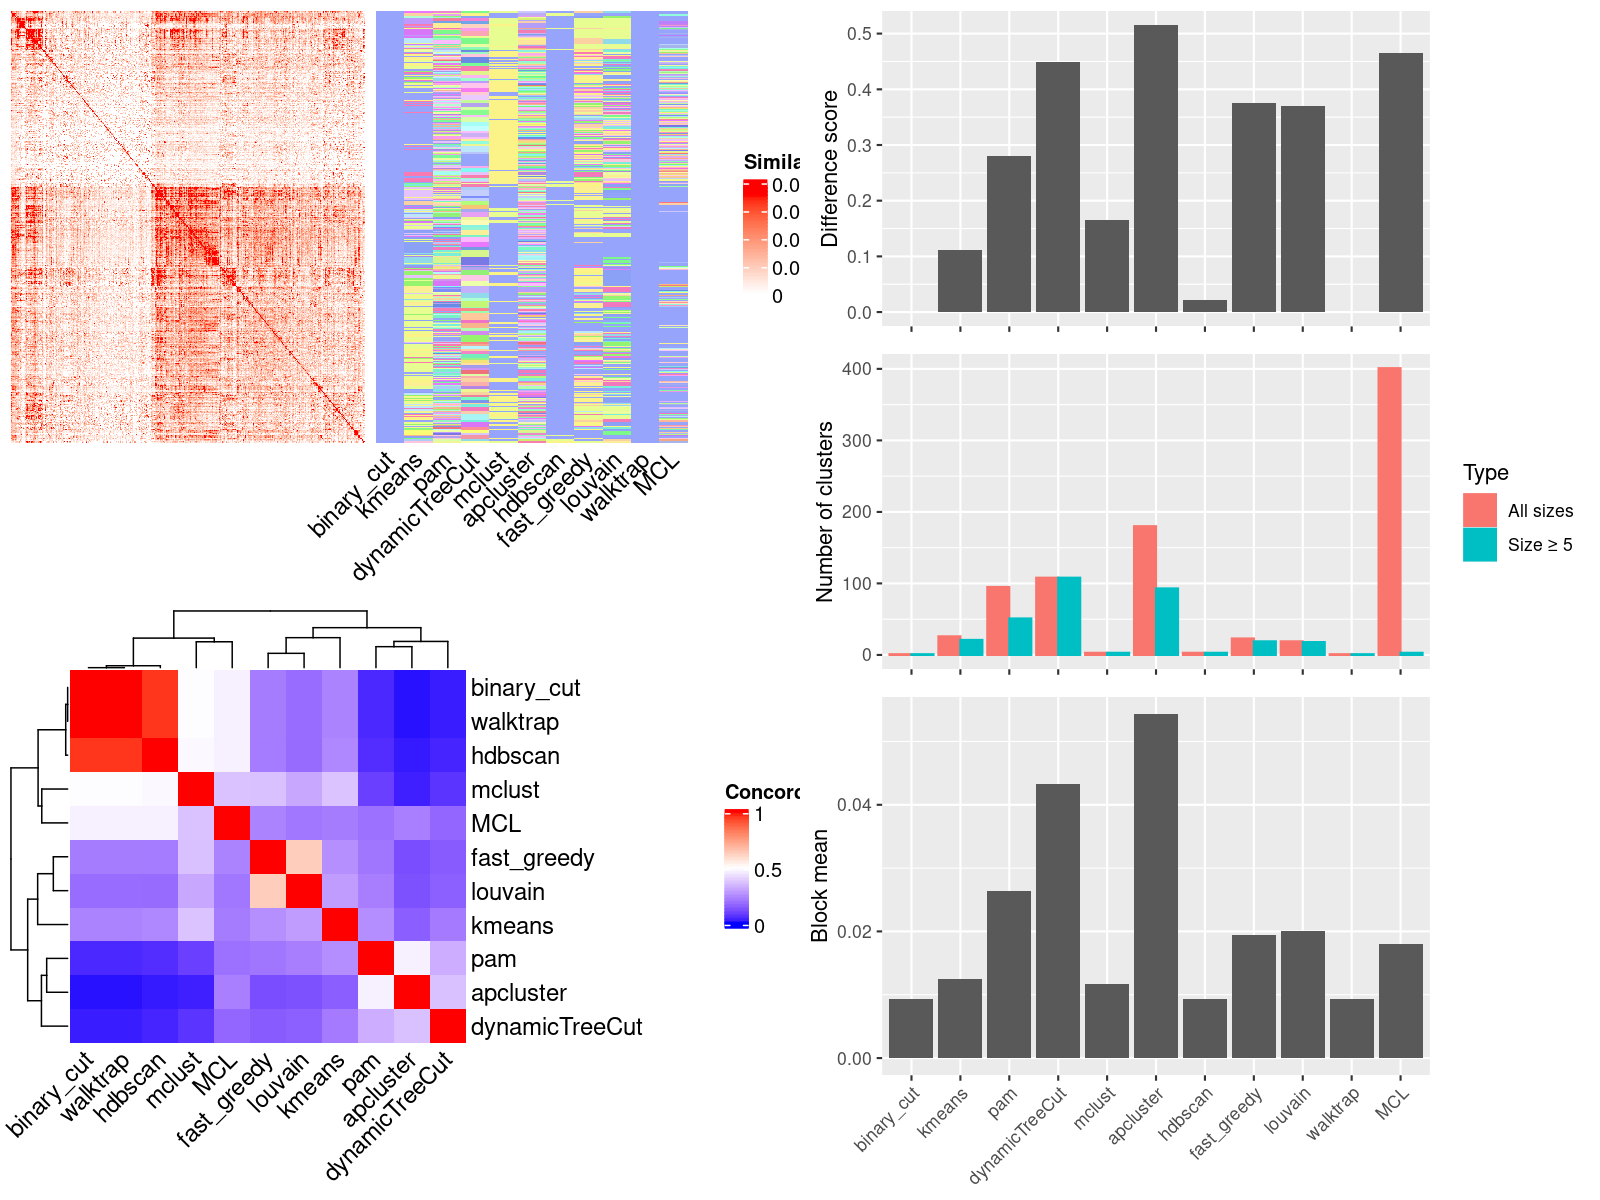 Simila
0.0
0.0
0.0
0.0
0
binary_cut
kmeans
pam
dynamicTreeCut
mclust
apcluster
hdbscan
fast_greedy
louvain
walktrap
MCL
binary_cut
walktrap
hdbscan
mclust
MCL
fast_greedy
louvain
kmeans
pam
apcluster
dynamicTreeCut
binary_cut
walktrap
hdbscan
mclust
MCL
fast_greedy
louvain
kmeans
pam
apcluster
dynamicTreeCut
Concord
1
0.5
0
Difference score
0.5
0.4
0.3
0.2
0.1
0.0
Number of clusters
400
300
200
100
0
Type
All sizes
Size ≥ 5
Block mean
0.04
0.02
0.00
binary_cut
kmeans
pam
dynamicTreeCut
mclust
apcluster
hdbscan
fast_greedy
louvain
walktrap
MCL